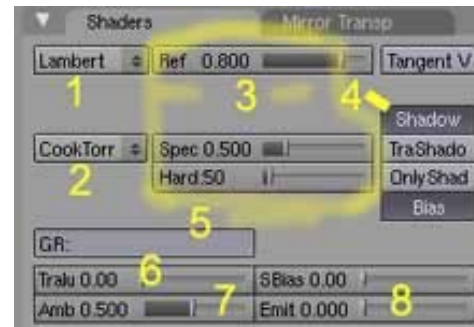 Shaders Mirror Transp
Lambert Ref 0.800 Tangent V
1 3 4
Shadow
CookTorr Spec 0.500 TraShado
2 Hard:50 OnlyShad
5 Bias
GR:
6
Tralu 0.00 SBias 0.00
Amb 0.500 7 Emit 0.000 8